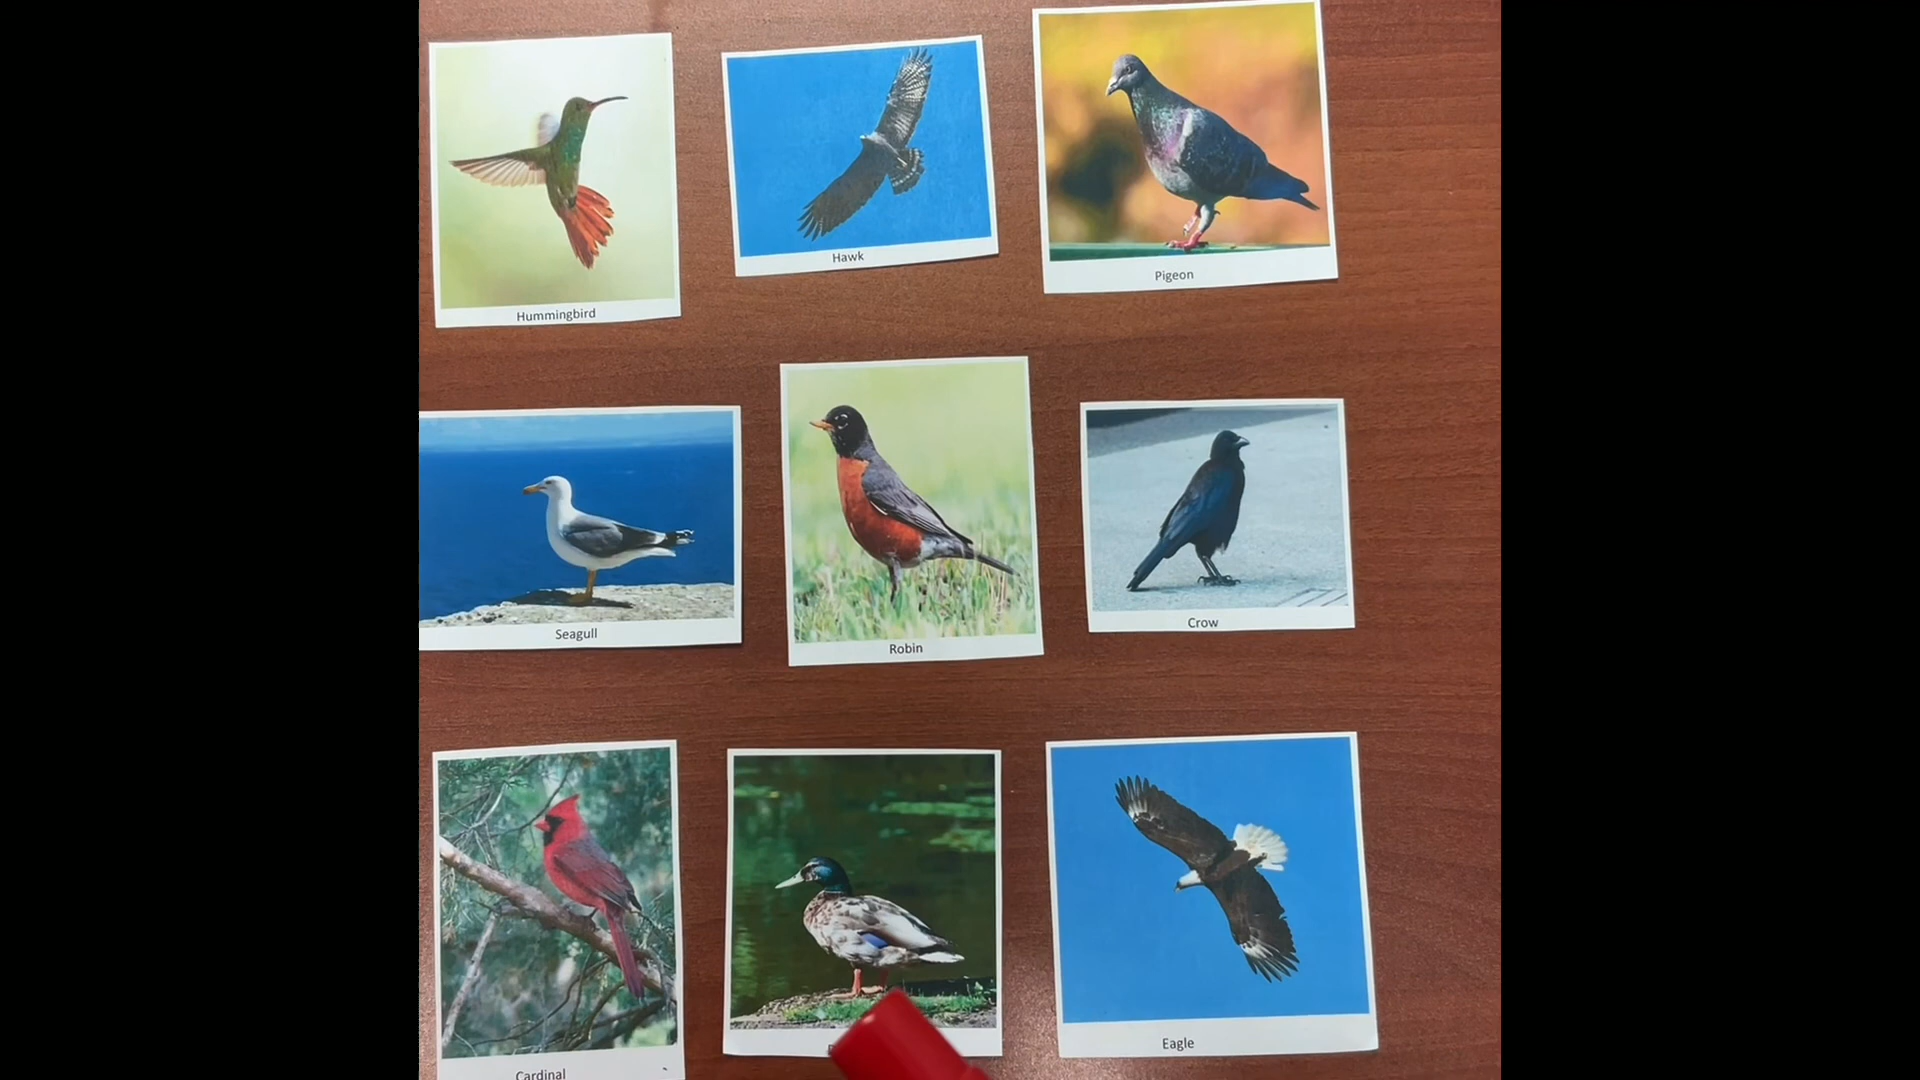 Hummingbird
Hawk
Pigeon
Seagull
Robin
Crow
Cardinal
Eagle